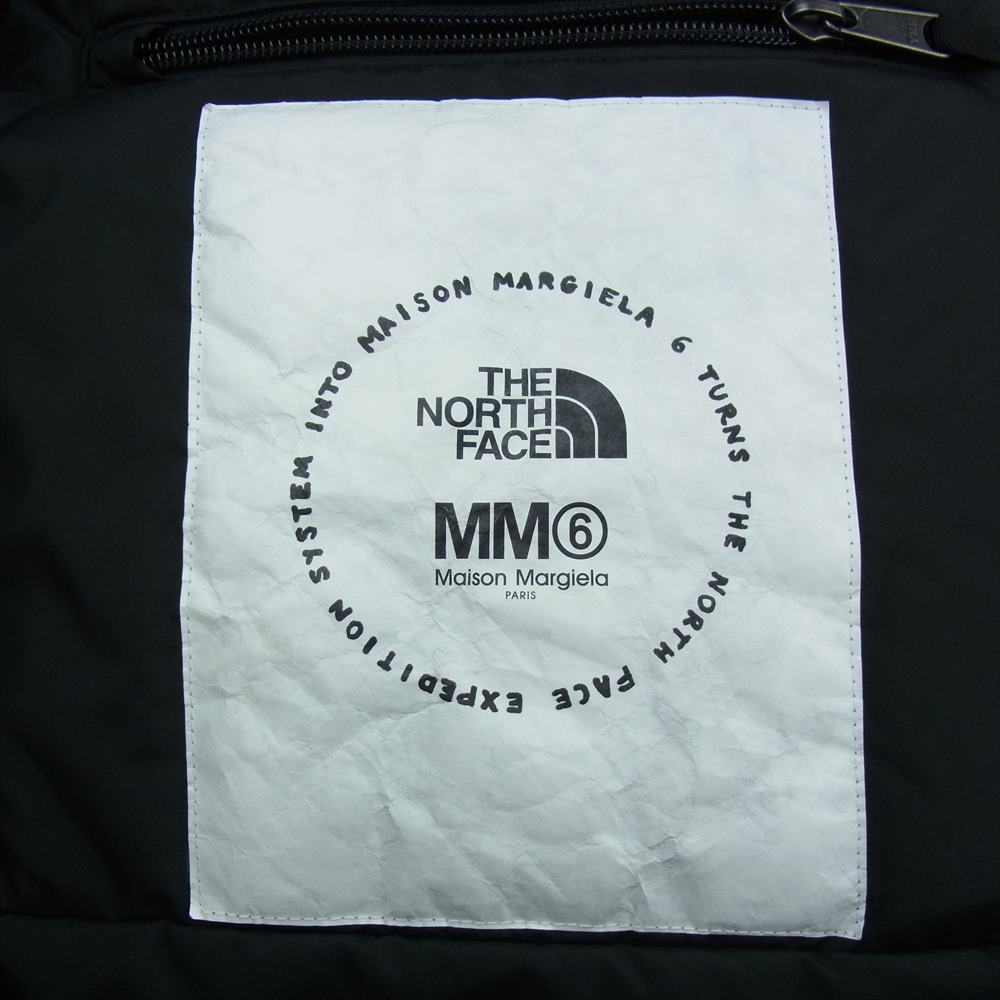 MAISON MARGIELA 6 TURNS THE NORTH FACE EXPEDITION SYSTEM INTO
THE
NORTH
FACE
MM6
Maison Margiela
PARIS